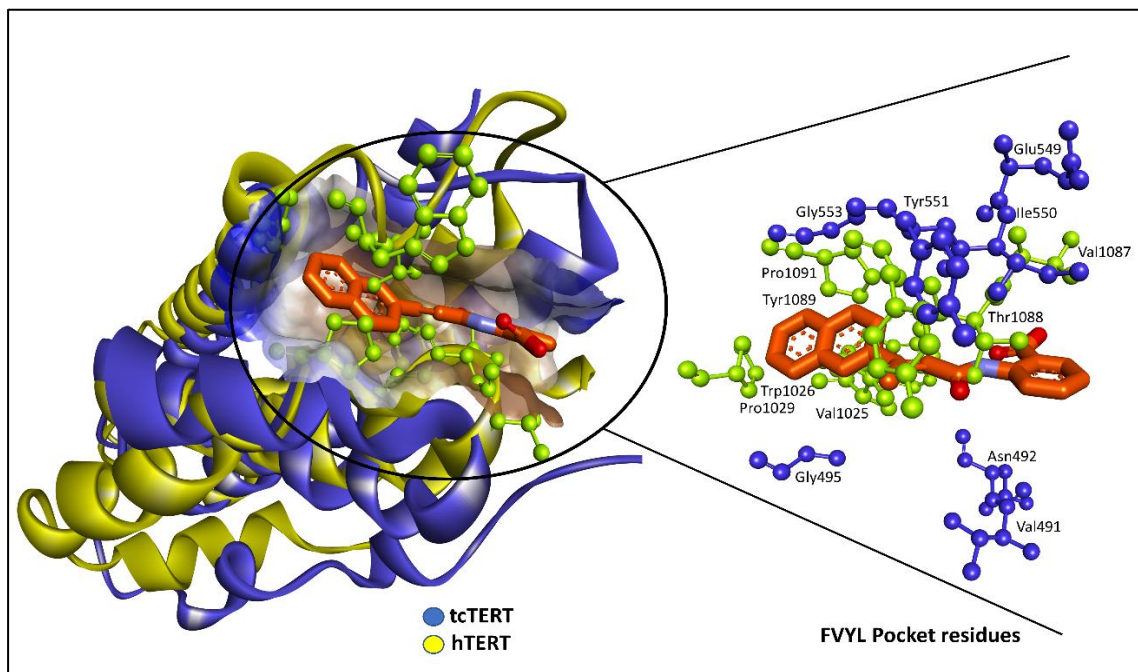 Glu549
Tyr551
Gly553
Ile550
Val1087
Pro1091
Tyr1089
Thr1088
Trp1026
Pro1029
Val1025
Asn492
Gly495
Val491
tcTERT
hTERT
FVYL Pocket residues